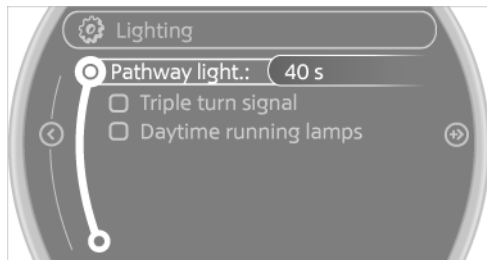 Lighting
Pathway light.: 40 s
Triple turn signal
Daytime running lamps